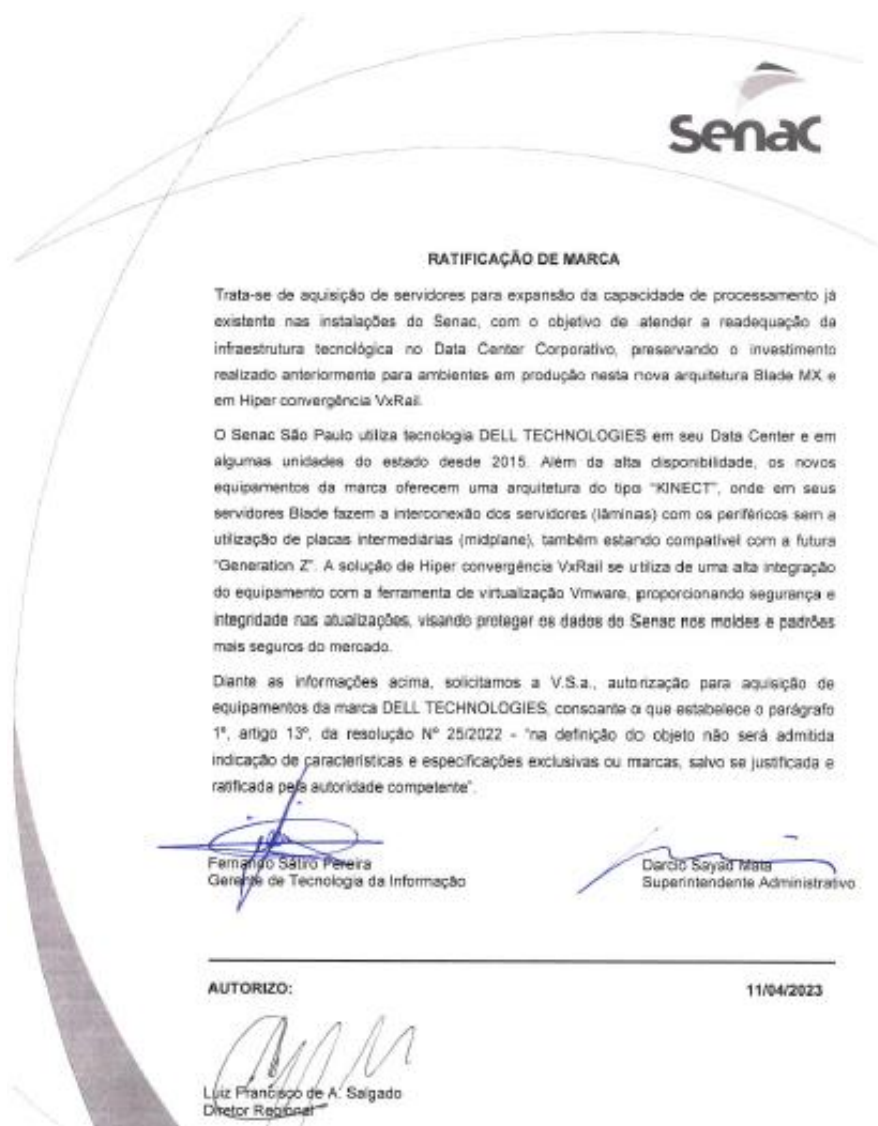 Senac
RATIFICAÇÃO DE MARCA
Trata-se de aquisição de servidores para expansão da capacidade de processamento já
existente nas instalações do Senac, com o objetivo de atender a readequação da
infraestrutura tecnológica no Data Center Corporativo, preservando o investimento
realizado anteriormente para ambientes em produção nesta nova arquitetura Blade MX e
em Hiper convergência VxRail.
O Senac São Paulo utiliza tecnologia DELL TECHNOLOGIES em seu Data Center e em
algumas unidades do estado desde 2015. Além da alta disponibilidade, os novos
equipamentos da marca oferecem uma arquitetura do tipo "KINECT", onde em seus
servidores Blade fazem a interconexão dos servidores (lâminas) com os periféricos sem a
utilização de placas intermediárias (midplane), também estando compatível com a futura
"Generation Z". A solução de Hiper convergência VxRail se utiliza de uma alta integração
do equipamento com a ferramenta de virtualização Vmware, proporcionando segurança e
integridade nas atualizações, visando proteger os dados do Senac nos moldes e padrões
mais seguros do mercado.
Diante as informações acima, solicitamos a V.S.a., autorização para aquisição de
equipamentos da marca DELL TECHNOLOGIES, consoante o que estabelece o parágrafo
1º, artigo 13º, da resolução Nº 25/2022 - "na definição do objeto não será admitida
indicação de características e especificações exclusivas ou marcas, salvo se justificada e
ratificada pela autoridade competente".
Fernando Sátiro Pereira
Gerente de Tecnologia da Informação
Darcio Sayad Maia
Superintendente Administrativo
AUTORIZO:
11/04/2023
Luiz Francisco de A. Salgado
Diretor Regional